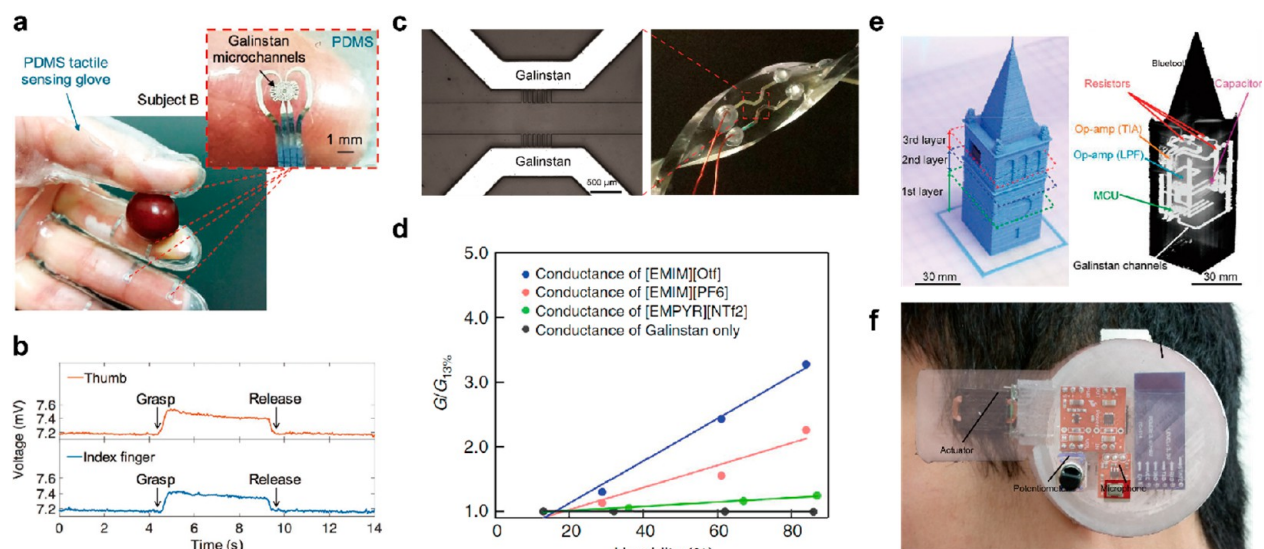 a
PDMS tactile
sensing glove
Subject B
Galinstan
microchannels
PDMS
1 mm
b
Voltage (mV)
7.6
7.4
7.2
Thumb
Grasp
Release
7.6
7.4
7.2
Index finger
Grasp
Release
0 2 4 6 8 10 12 14
Time (s)
c
Galinstan
Galinstan
500 µm
d
G/G13%
5.0
4.0
3.0
2.0
1.0
Conductance of [EMIM][Otf]
Conductance of [EMIM][PF6]
Conductance of [EMPYR][NTf2]
Conductance of Galinstan only
0 20 40 60 80
e
3rd layer
2nd layer
1st layer
30 mm
Bluetoot
Resistors
Capacitor
Op-amp (TIA)
Op-amp (LPF)
MCU
Galinstan channels
30 mm
f
Actuator
Potentiomet
Microphone